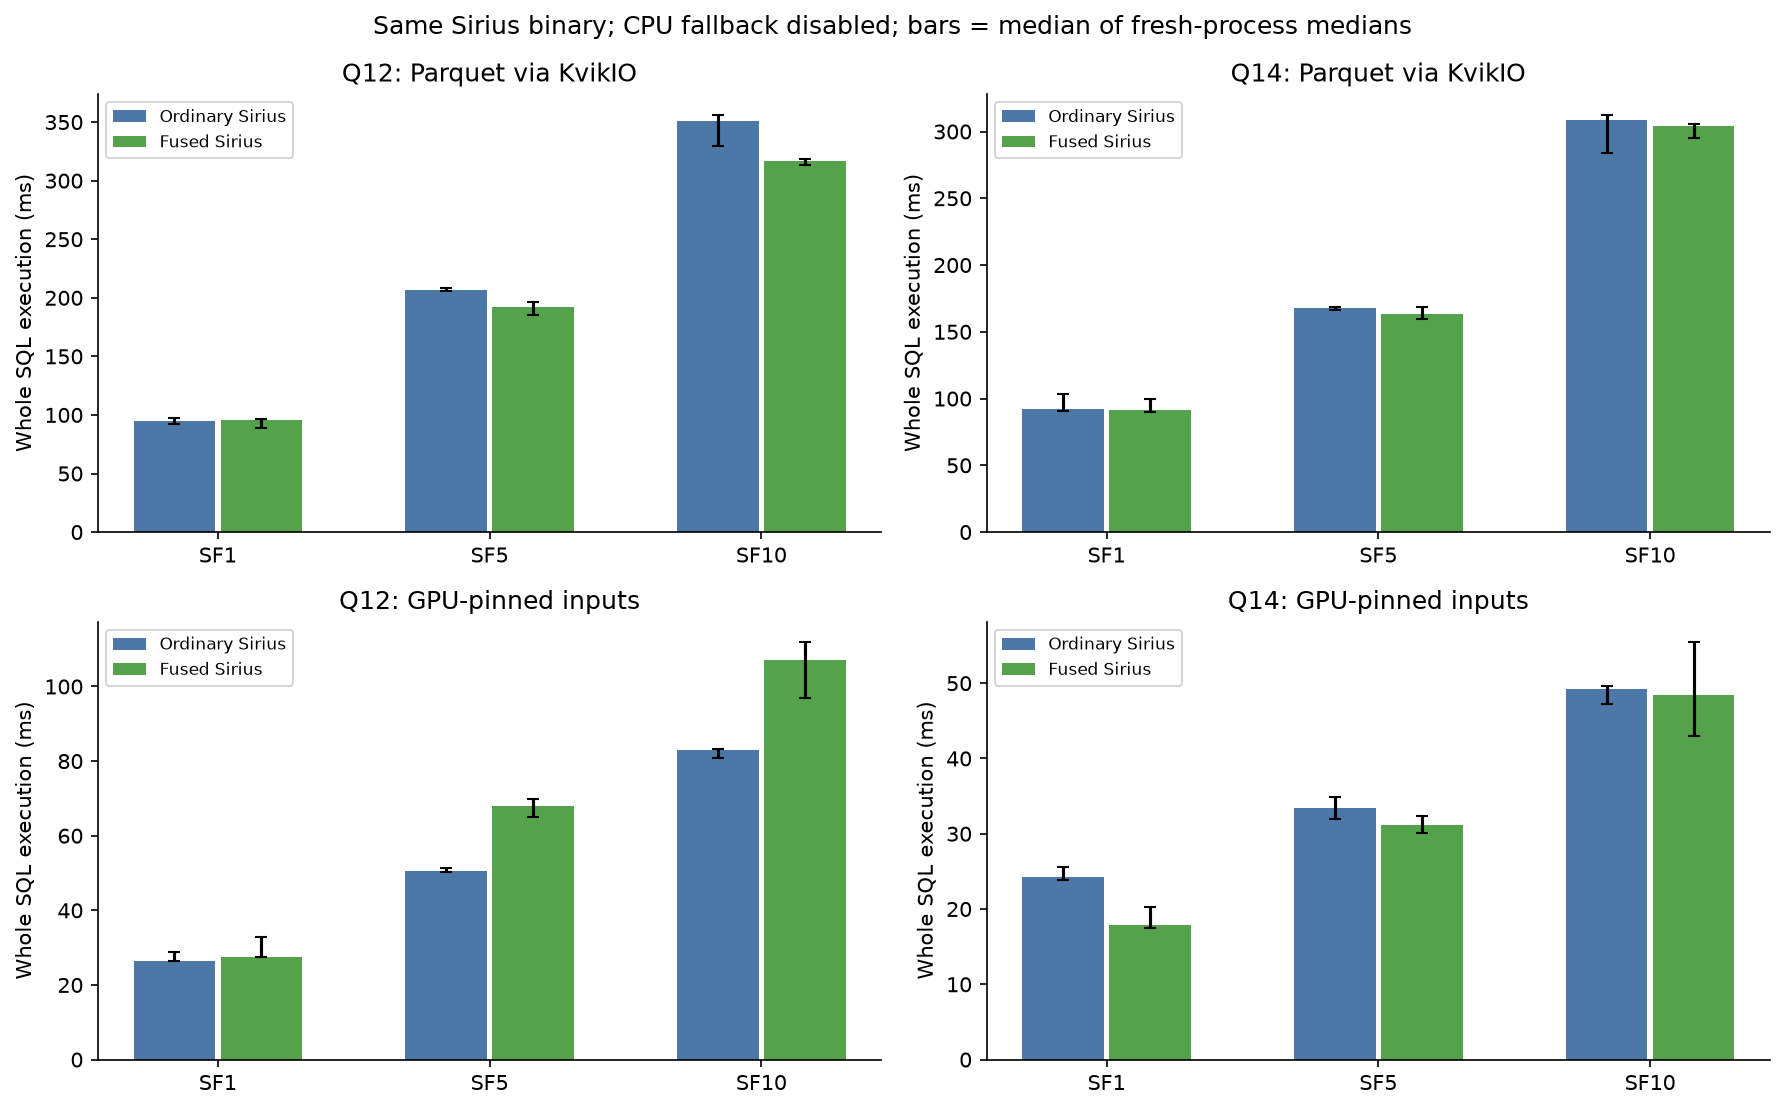 Same Sirius binary; CPU fallback disabled; bars = median of fresh-process medians
Q12: Parquet via KvikIO
Whole SQL execution (ms)
350
300
250
200
150
100
50
0
Ordinary Sirius
Fused Sirius
SF1
SF5
SF10
Q14: Parquet via KvikIO
Whole SQL execution (ms)
300
250
200
150
100
50
0
Ordinary Sirius
Fused Sirius
SF1
SF5
SF10
Q12: GPU-pinned inputs
Whole SQL execution (ms)
100
80
60
40
20
0
Ordinary Sirius
Fused Sirius
SF1
SF5
SF10
Q14: GPU-pinned inputs
Whole SQL execution (ms)
50
40
30
20
10
0
Ordinary Sirius
Fused Sirius
SF1
SF5
SF10